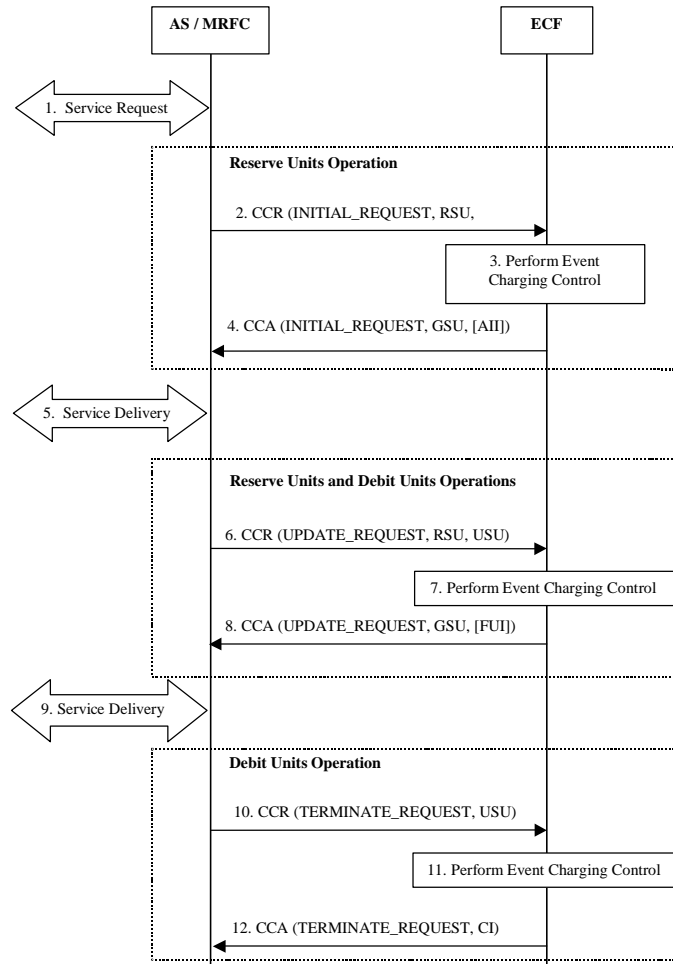 AS / MRFC
ECF
1. Service Request
Reserve Units Operation
2. CCR (INITIAL_REQUEST, RSU,
3. Perform Event
Charging Control
4. CCA (INITIAL_REQUEST, GSU, [AII])
5. Service Delivery
Reserve Units and Debit Units Operations
6. CCR (UPDATE_REQUEST, RSU, USU)
7. Perform Event Charging Control
8. CCA (UPDATE_REQUEST, GSU, [FUI])
9. Service Delivery
Debit Units Operation
10. CCR (TERMINATE_REQUEST, USU)
11. Perform Event Charging Control
12. CCA (TERMINATE_REQUEST, CI)